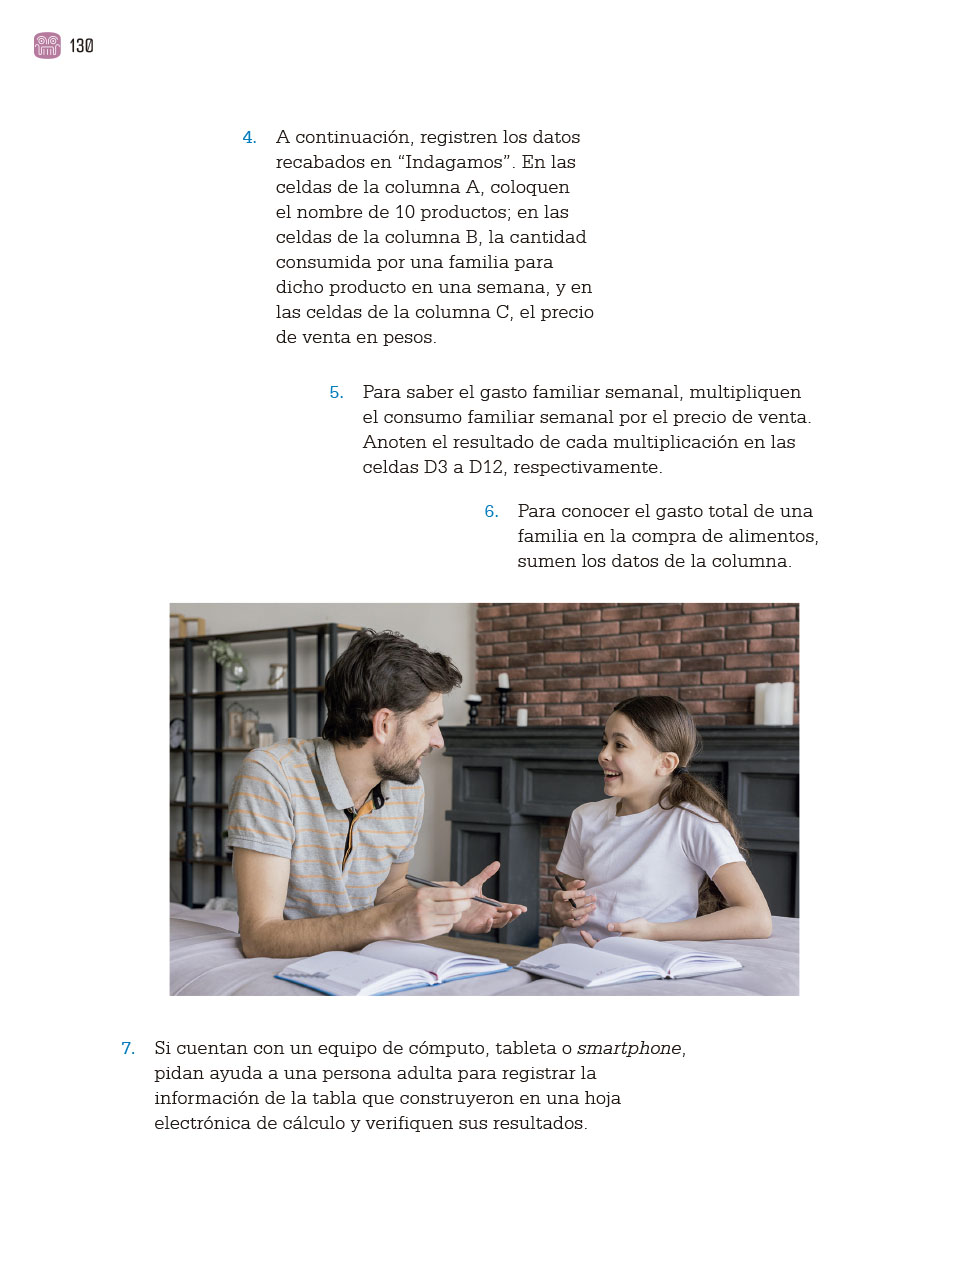 130
4. A continuación, registren los datos
recabados en “Indagamos”. En las
celdas de la columna A, coloquen
el nombre de 10 productos; en las
celdas de la columna B, la cantidad
consumida por una familia para
dicho producto en una semana, y en
las celdas de la columna C, el precio
de venta en pesos.
5. Para saber el gasto familiar semanal, multipliquen
el consumo familiar semanal por el precio de venta.
Anoten el resultado de cada multiplicación en las
celdas D3 a D12, respectivamente.
6. Para conocer el gasto total de una
familia en la compra de alimentos,
sumen los datos de la columna.
7. Si cuentan con un equipo de cómputo, tableta o smartphone,
pidan ayuda a una persona adulta para registrar la
información de la tabla que construyeron en una hoja
electrónica de cálculo y verifiquen sus resultados.